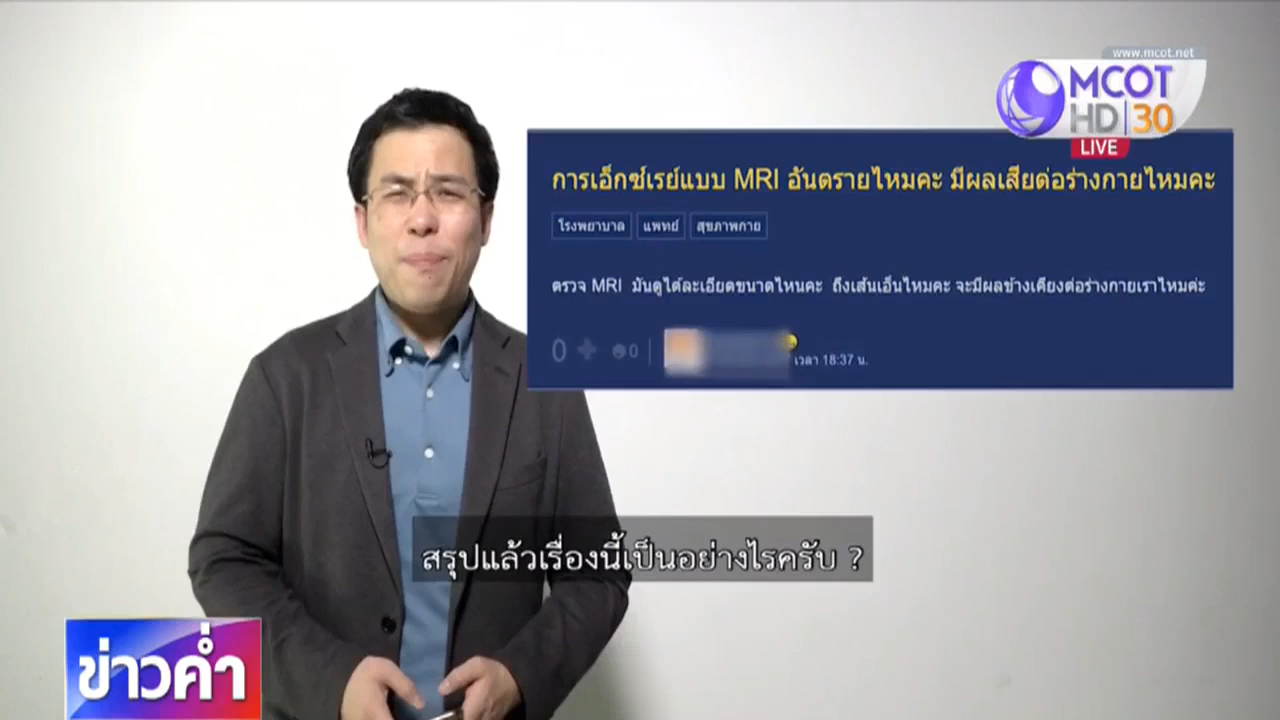 www.mcot.net
MCOT
HD 30
LIVE
การเอ็กซ์เรย์แบบ MRI อันตรายไหมคะ มีผลเสียต่อร่างกายไหมคะ
โรงพยาบาล แพทย์ สุขภาพกาย
ตรวจ MRI มันดูได้ละเอียดขนาดไหนคะ ถึงเส้นเอ็นไหมคะ จะมีผลข้างเคียงต่อร่างกายเราไหมค่ะ
0 + 0
เวลา 18:37 น.
สรุปแล้วเรื่องนี้เป็นอย่างไรครับ ?
ข่าวค่ำ